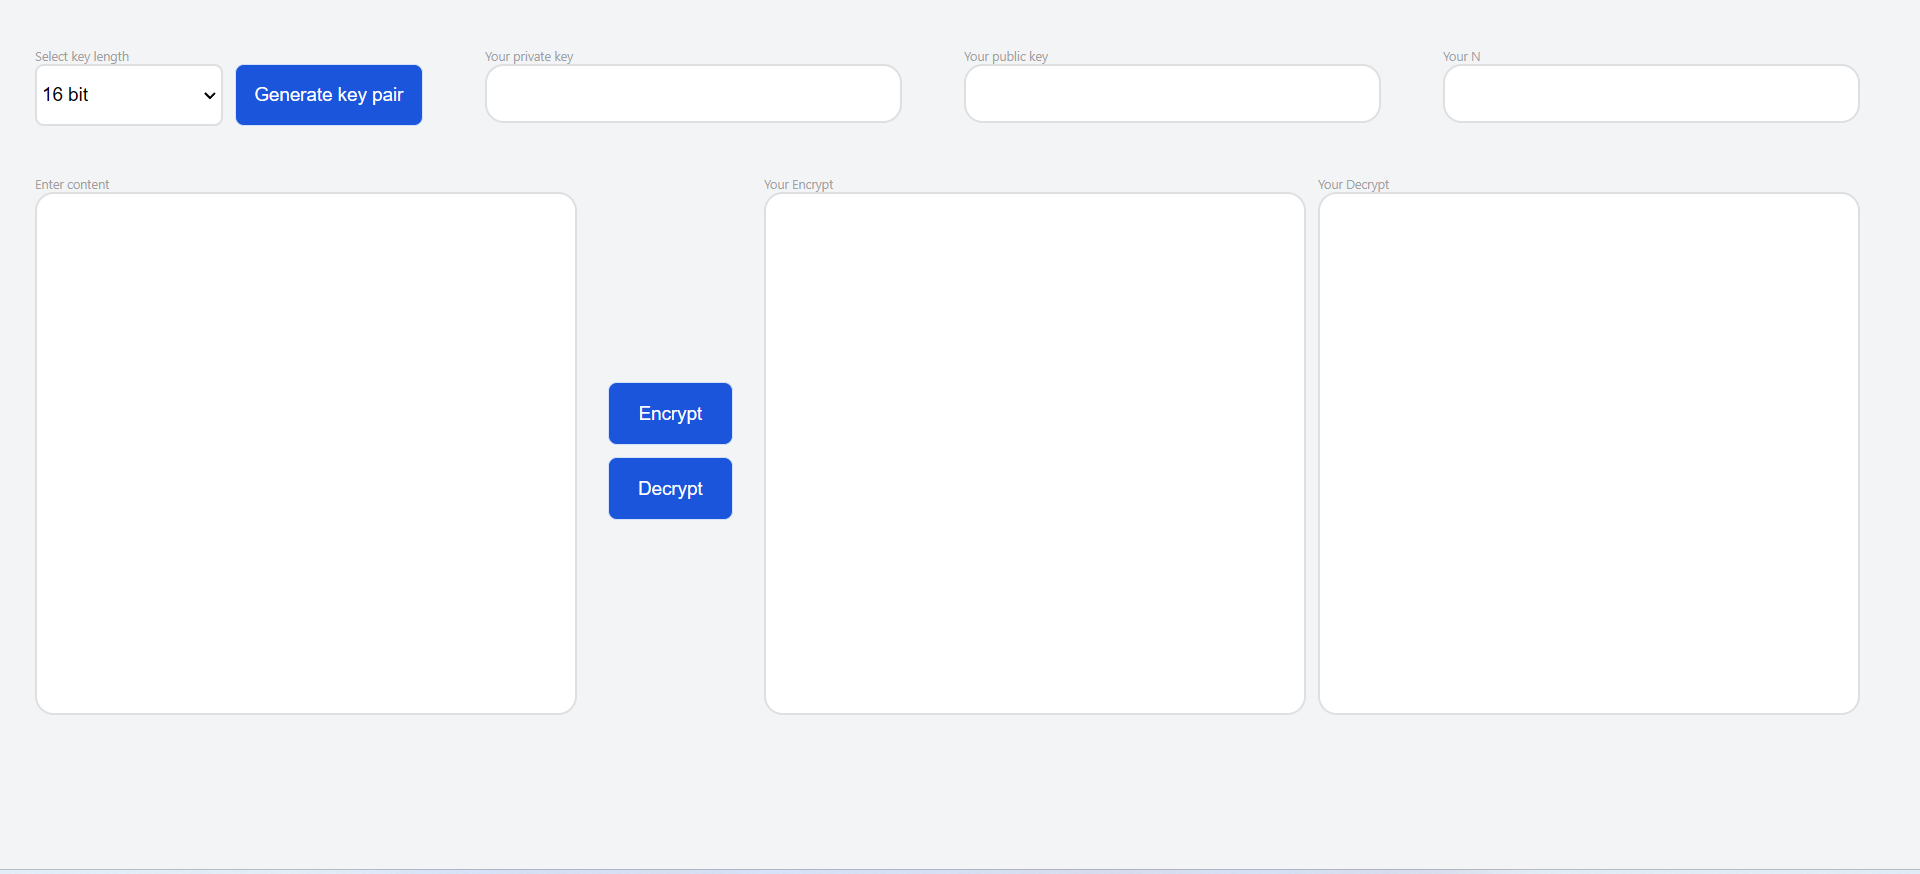 Select key length
16 bit
Generate key pair
Your private key
Your public key
Your N
Enter content
Encrypt
Decrypt
Your Encrypt
Your Decrypt